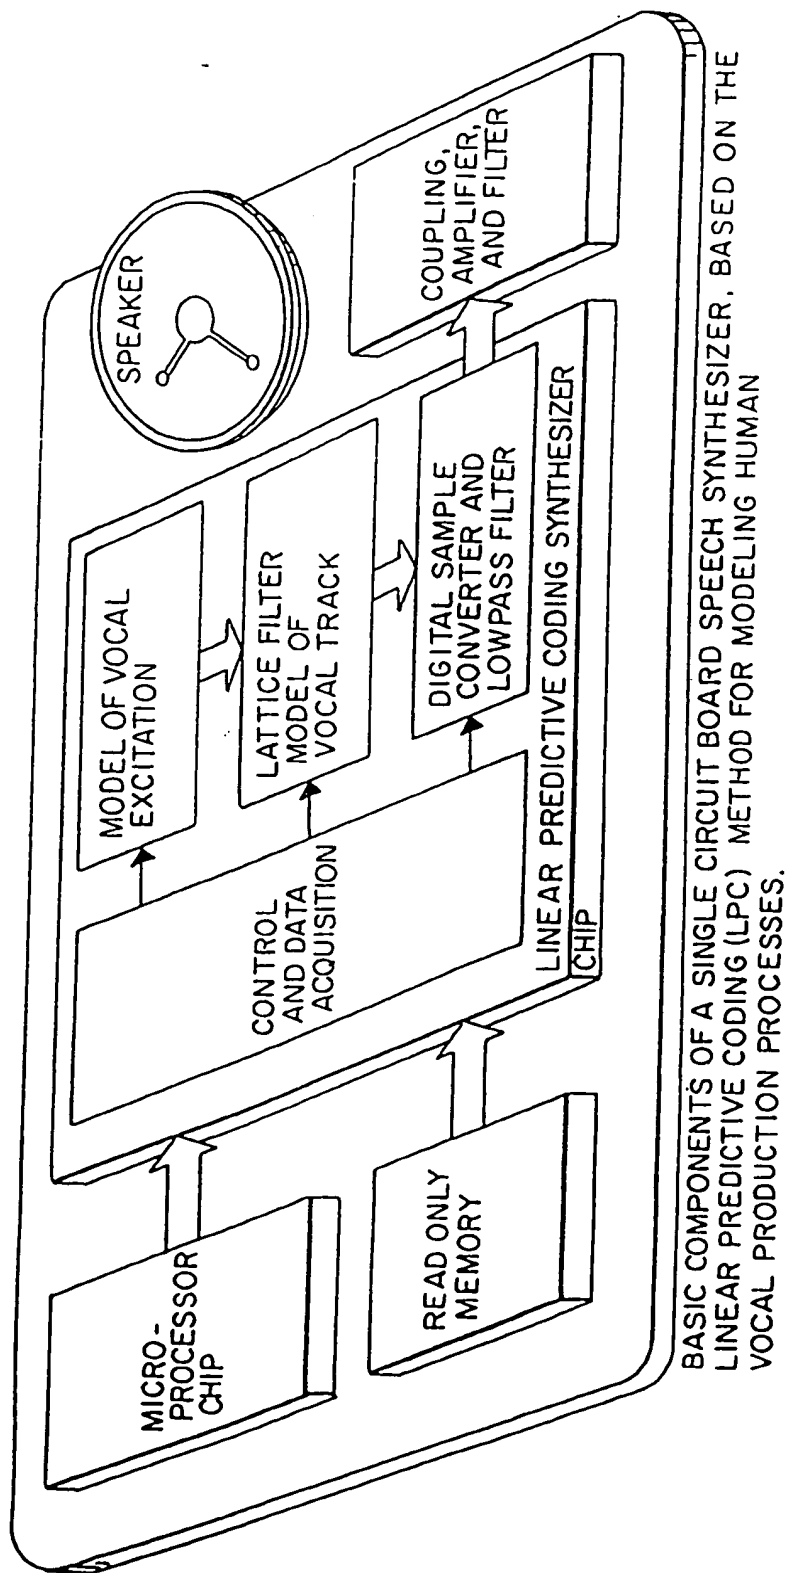 MICRO-
PROCESSOR
CHIP
READ ONLY
MEMORY
CONTROL
AND DATA
ACQUISITION
MODEL OF VOCAL
EXCITATION
LATTICE FILTER
MODEL OF
VOCAL TRACK
DIGITAL SAMPLE
CONVERTER AND
LOWPASS FILTER
LINEAR PREDICTIVE CODING SYNTHESIZER
CHIP
SPEAKER
COUPLING,
AMPLIFIER,
AND FILTER
BASIC COMPONENTS OF A SINGLE CIRCUIT BOARD SPEECH SYNTHESIZER, BASED ON THE
LINEAR PREDICTIVE CODING (LPC) METHOD FOR MODELING HUMAN
VOCAL PRODUCTION PROCESSES.